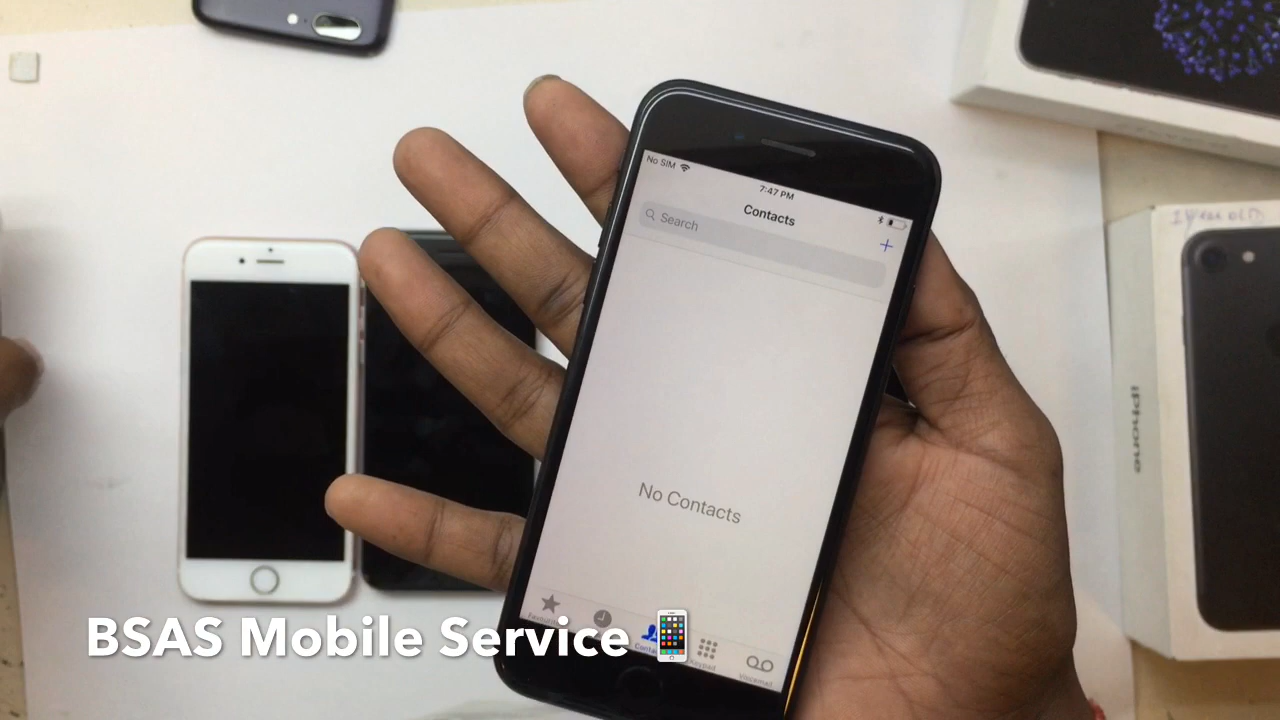 No SIM
7:47 PM
Contacts
Search
No Contacts
Keypad
Voicemail
iPhone
BSAS Mobile Service📱